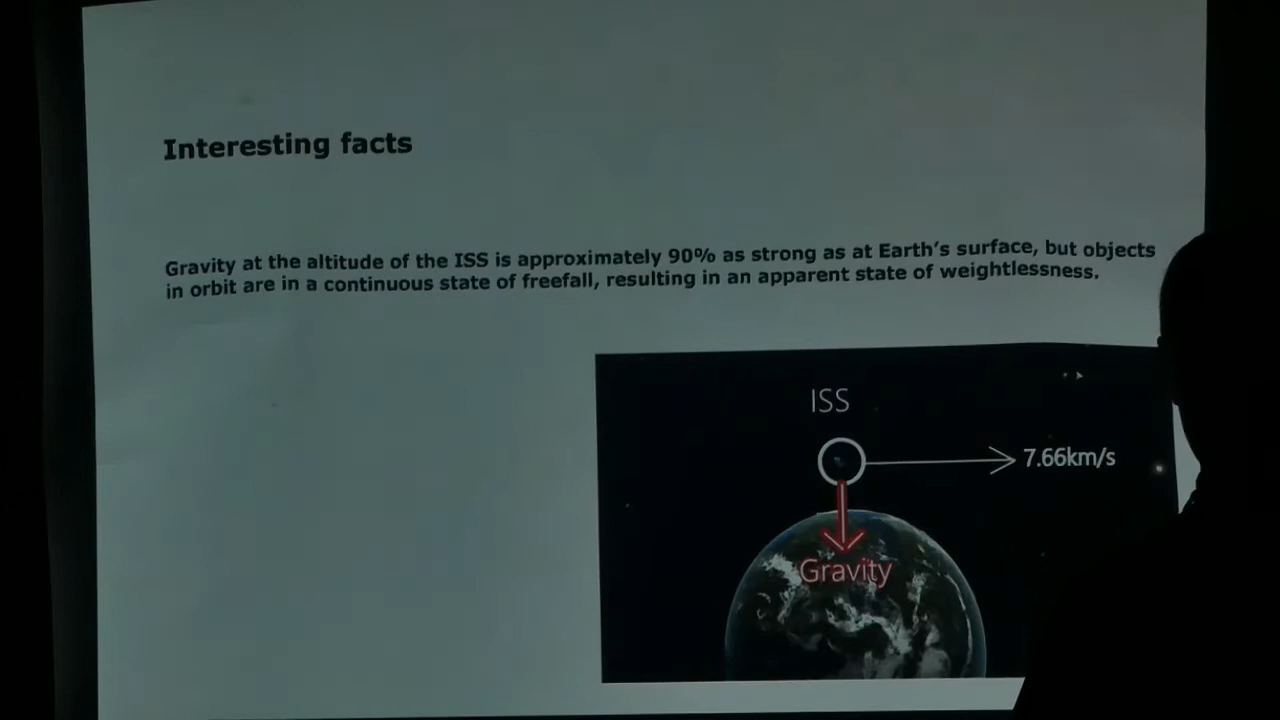 Interesting facts
Gravity at the altitude of the ISS is approximately 90% as strong as at Earth's surface, but objects
in orbit are in a continuous state of freefall, resulting in an apparent state of weightlessness.
ISS
7.66km/s
Gravity